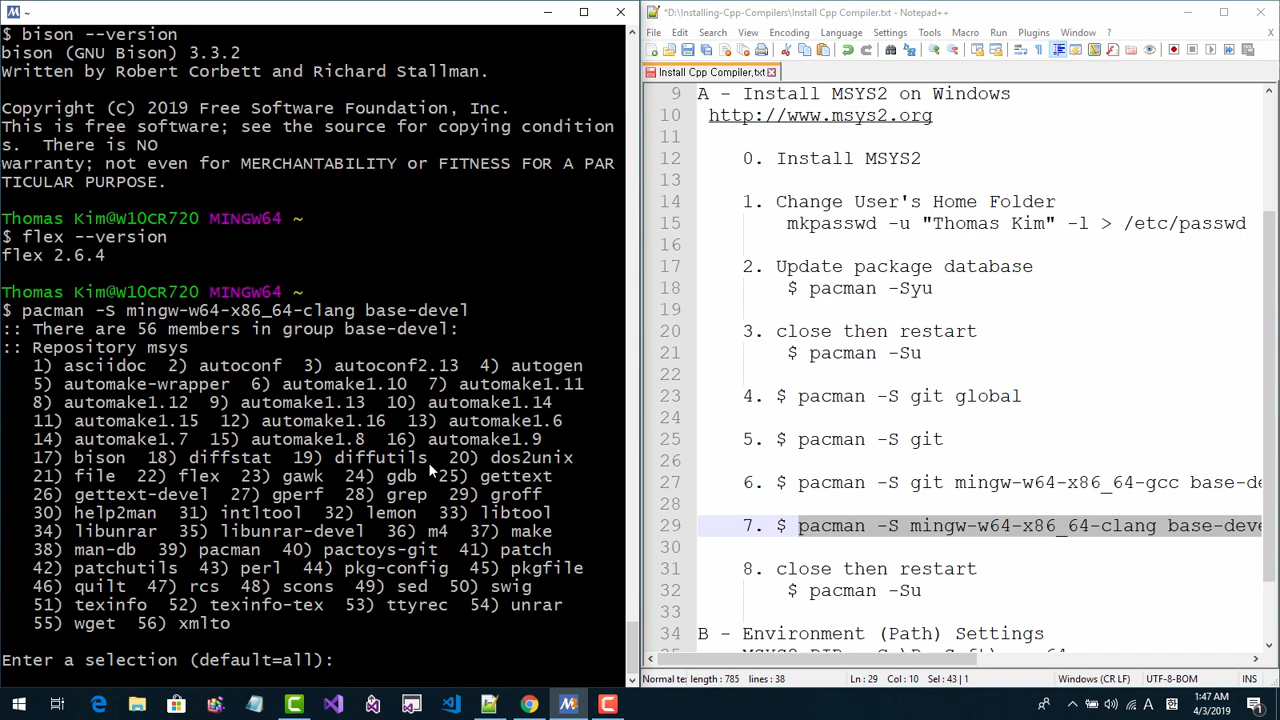 ~
$ bison --version
bison (GNU Bison) 3.3.2
Written by Robert Corbett and Richard Stallman.
Copyright (C) 2019 Free Software Foundation, Inc.
This is free software; see the source for copying condition
s.  There is NO
warranty; not even for MERCHANTABILITY or FITNESS FOR A PAR
TICULAR PURPOSE.
Thomas Kim@W10CR720 MINGW64 ~
$ flex --version
flex 2.6.4
Thomas Kim@W10CR720 MINGW64 ~
$ pacman -S mingw-w64-x86_64-clang base-devel
:: There are 56 members in group base-devel:
:: Repository msys
1) asciidoc  2) autoconf  3) autoconf2.13  4) autogen
5) automake-wrapper  6) automake1.10  7) automake1.11
8) automake1.12  9) automake1.13  10) automake1.14
11) automake1.15  12) automake1.16  13) automake1.6
14) automake1.7  15) automake1.8  16) automake1.9
17) bison  18) diffstat  19) diffutils  20) dos2unix
21) file  22) flex  23) gawk  24) gdb  25) gettext
26) gettext-devel  27) gperf  28) grep  29) groff
30) help2man  31) intltool  32) lemon  33) libtool
34) libunrar  35) libunrar-devel  36) m4  37) make
38) man-db  39) pacman  40) pactoys-git  41) patch
42) patchutils  43) perl  44) pkg-config  45) pkgfile
46) quilt  47) rcs  48) scons  49) sed  50) swig
51) texinfo  52) texinfo-tex  53) ttyrec  54) unrar
55) wget  56) xmlto
Enter a selection (default=all):
*D:\Installing-Cpp-Compilers\Install Cpp Compiler.txt - Notepad++
File Edit Search View Encoding Language Settings Tools Macro Run Plugins Window ? X
Install Cpp Compiler.txt
9 A - Install MSYS2 on Windows
10 http://www.msys2.org
11
12 0. Install MSYS2
13
14 1. Change User's Home Folder
15 mkpasswd -u "Thomas Kim" -l > /etc/passwd
16
17 2. Update package database
18 $ pacman -Syu
19
20 3. close then restart
21 $ pacman -Su
22
23 4. $ pacman -S git global
24
25 5. $ pacman -S git
26
27 6. $ pacman -S git mingw-w64-x86_64-gcc base-de
28
29 7. $ pacman -S mingw-w64-x86_64-clang base-deve
30
31 8. close then restart
32 $ pacman -Su
33
34 B - Environment (Path) Settings
Normal te length : 785 lines : 38 Ln : 29 Col : 10 Sel : 43 | 1 Windows (CR LF) UTF-8-BOM INS
1:47 AM
4/3/2019